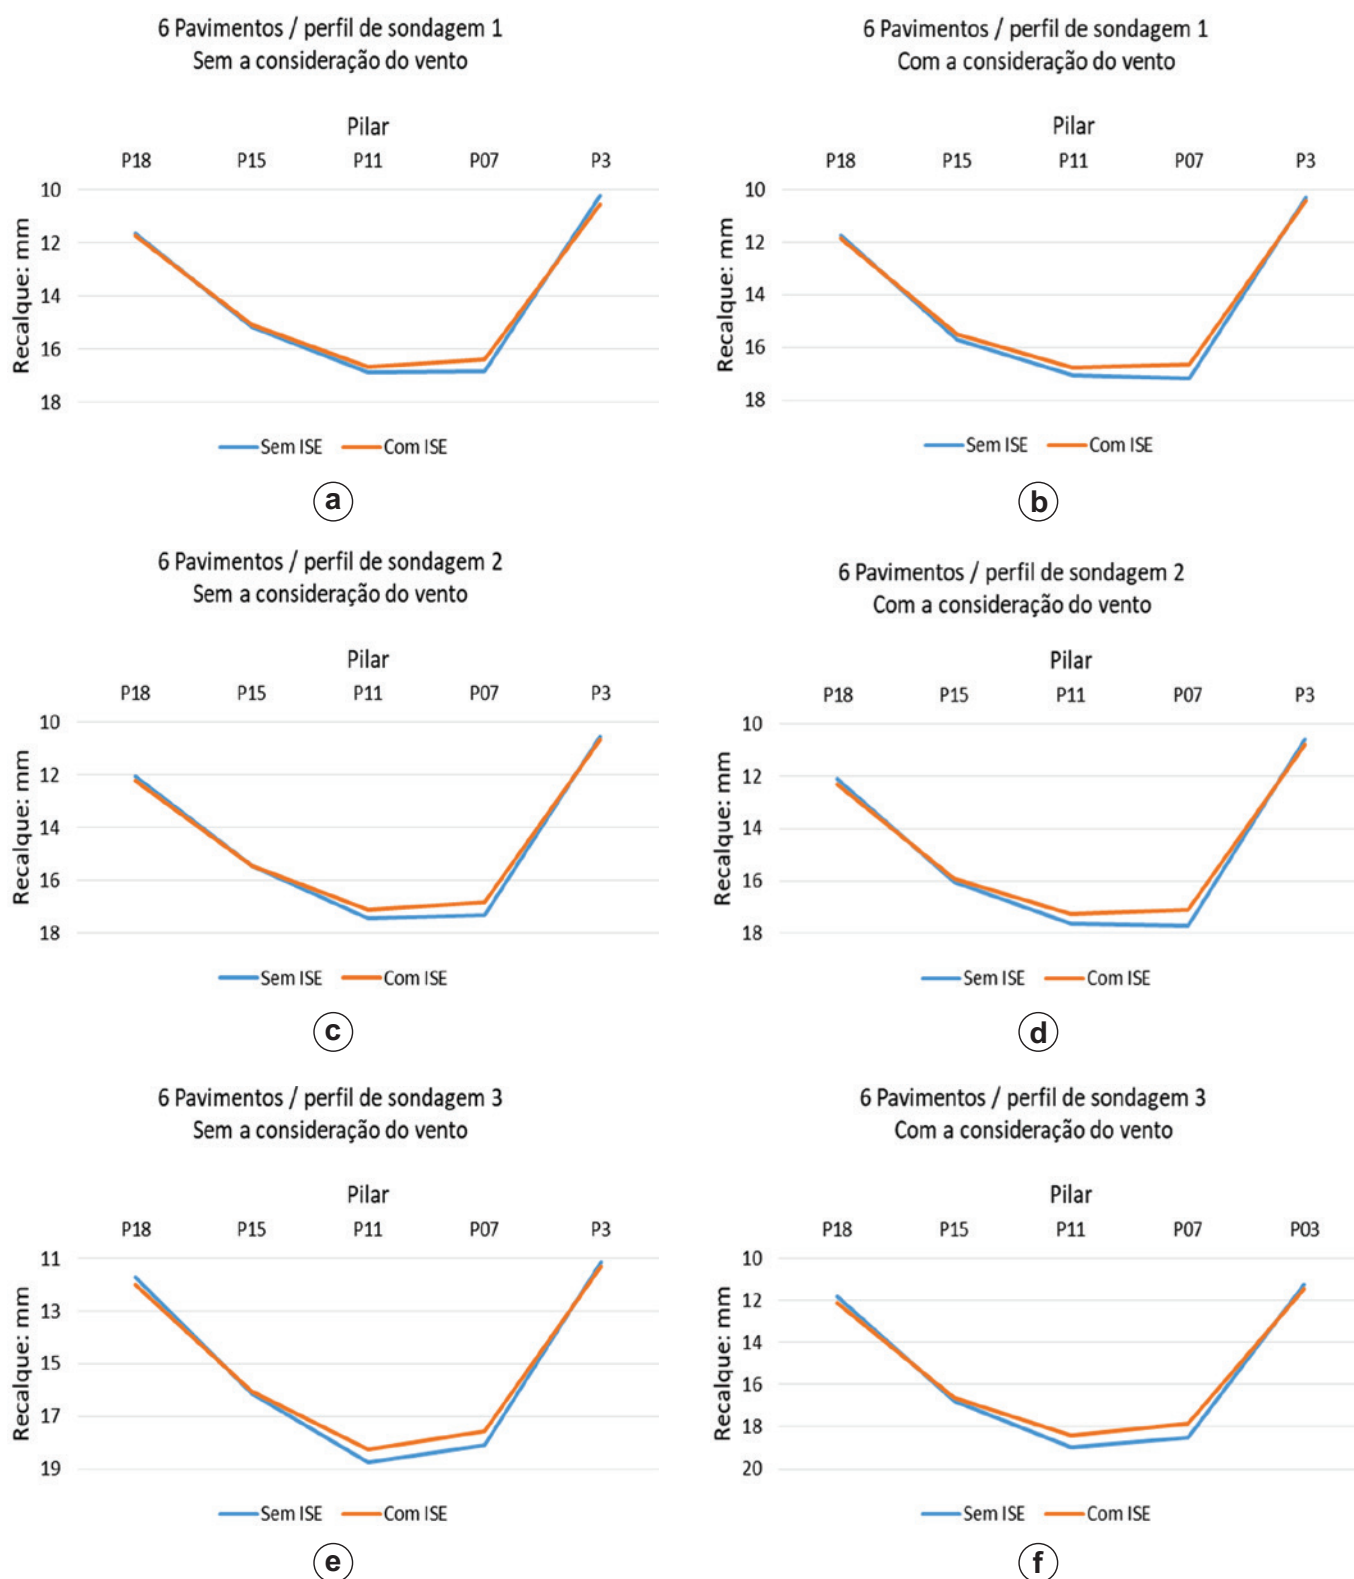 6 Pavimentos / perfil de sondagem 1
Sem a consideração do vento
Pilar
P18 P15 P11 P07 P3
10
12
14
16
18
Recalque: mm
Sem ISE Com ISE
a
6 Pavimentos / perfil de sondagem 1
Com a consideração do vento
Pilar
P18 P15 P11 P07 P3
10
12
14
16
18
Recalque: mm
Sem ISE Com ISE
b
6 Pavimentos / perfil de sondagem 2
Sem a consideração do vento
Pilar
P18 P15 P11 P07 P3
10
12
14
16
18
Recalque: mm
Sem ISE Com ISE
c
6 Pavimentos / perfil de sondagem 2
Com a consideração do vento
Pilar
P18 P15 P11 P07 P3
10
12
14
16
18
Recalque: mm
Sem ISE Com ISE
d
6 Pavimentos / perfil de sondagem 3
Sem a consideração do vento
Pilar
P18 P15 P11 P07 P3
11
13
15
17
19
Recalque: mm
Sem ISE Com ISE
e
6 Pavimentos / perfil de sondagem 3
Com a consideração do vento
Pilar
P18 P15 P11 P07 P03
10
12
14
16
18
20
Recalque: mm
Sem ISE Com ISE
f